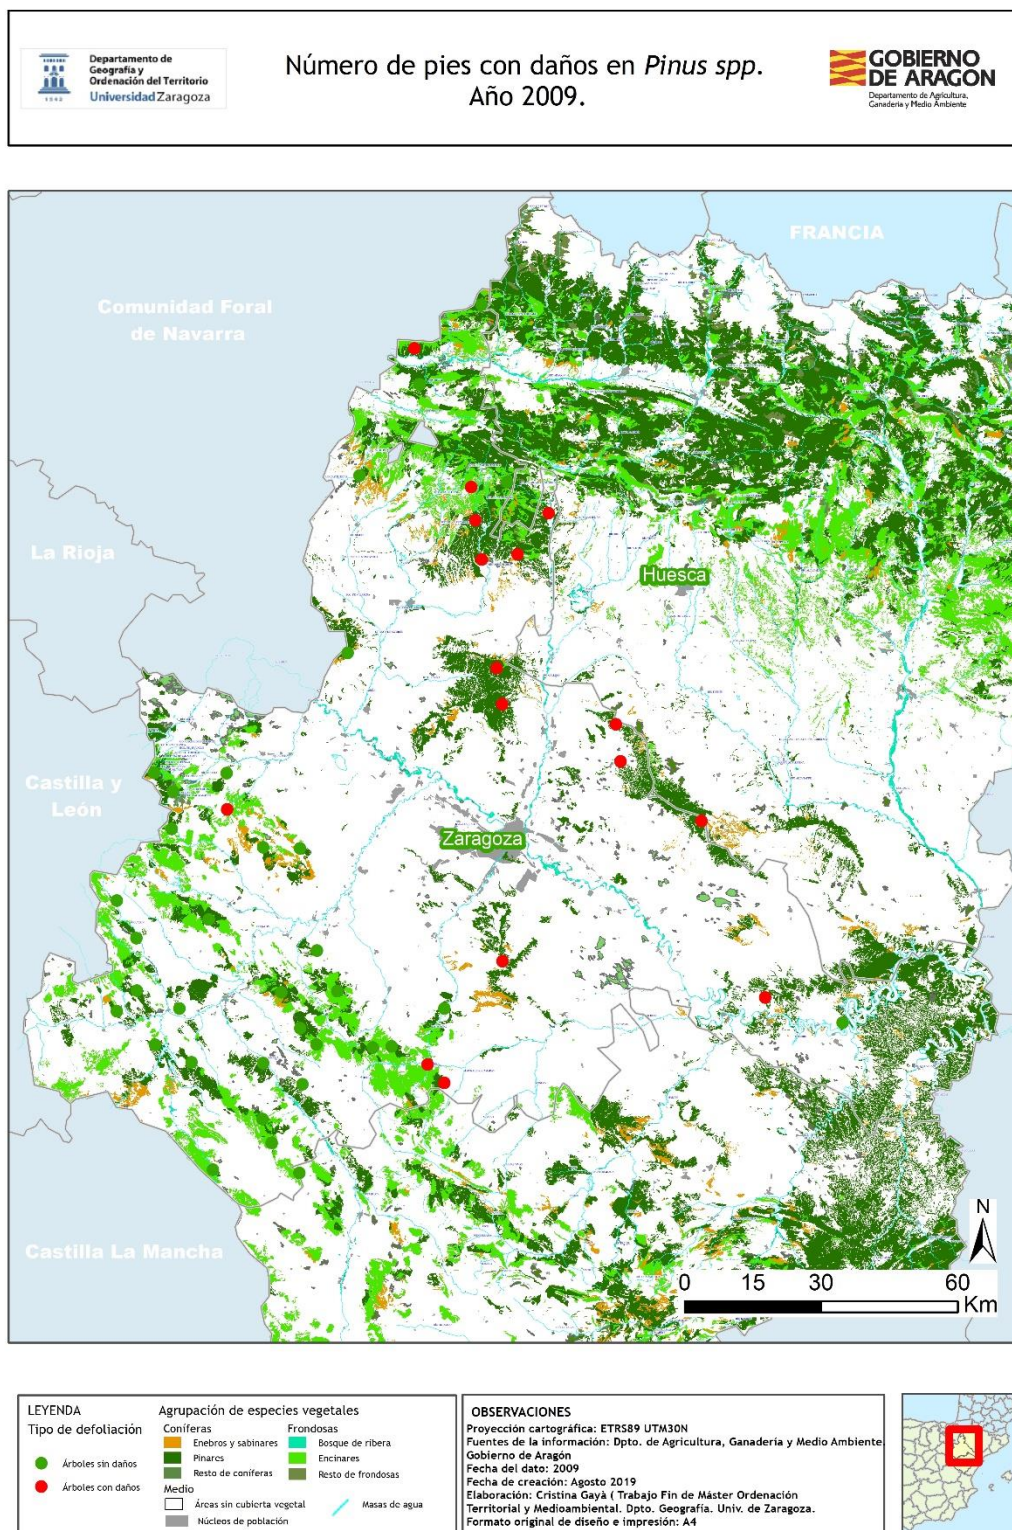 Departamento de
Geografía y
Ordenación del Territorio
Universidad Zaragoza
1542
Número de pies con daños en Pinus spp.
Año 2009.
GOBIERNO
DE ARAGON
Departamento de Agricultura,
Ganadería y Medio Ambiente
FRANCIA
Comunidad Foral
de Navarra
La Rioja
Huesca
Castilla y
León
Zaragoza
Castilla La Mancha
N
0 15 30 60
Km
LEYENDA
Tipo de defoliación
Árboles sin daños
Árboles con daños
Agrupación de especies vegetales
Coníferas
Enebros y sabinares
Pinares
Resto de coníferas
Frondosas
Bosque de ribera
Encinares
Resto de frondosas
Medio
Áreas sin cubierta vegetal
Masas de agua
Núcleos de población
OBSERVACIONES
Proyección cartográfica: ETRS89 UTM30N
Fuentes de la información: Dpto. de Agricultura, Ganadería y Medio Ambiente.
Gobierno de Aragón
Fecha del dato: 2009
Fecha de creación: Agosto 2019
Elaboración: Cristina Gayà ( Trabajo Fin de Máster Ordenación
Territorial y Medioambiental. Dpto. Geografía. Univ. de Zaragoza.
Formato original de diseño e impresión: A4